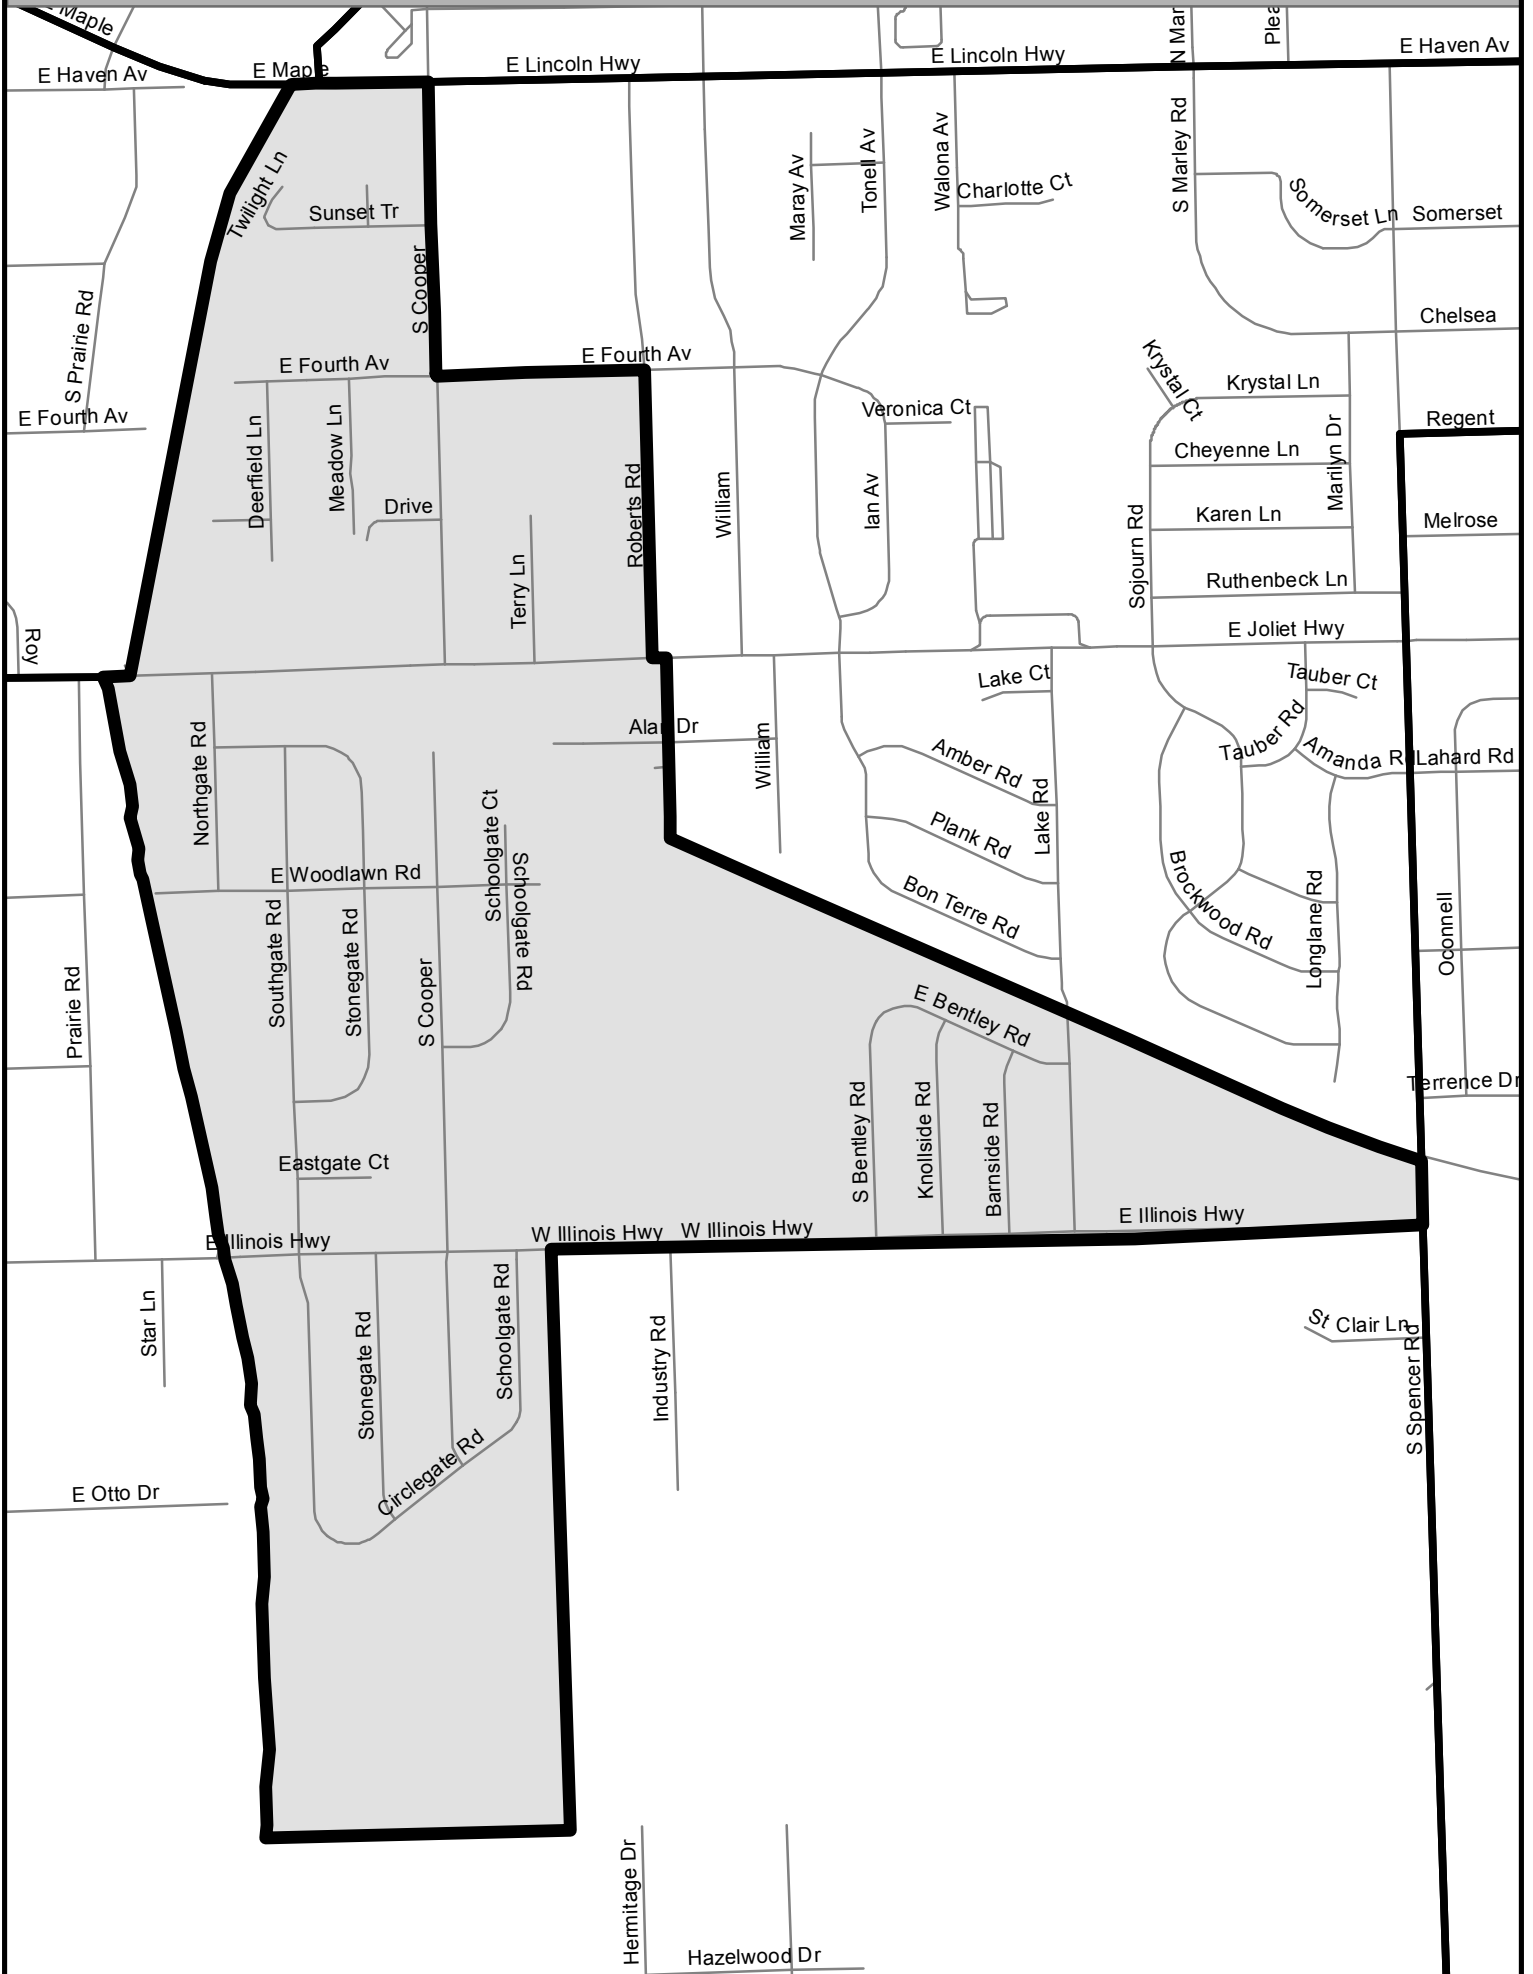 E Maple
E Haven Av
E Maple
E Lincoln Hwy
E Lincoln Hwy
N Mar
Plea
E Haven Av
Twilight Ln
Sunset Tr
S Cooper
Maray Av
Tonell Av
Walona Av
Charlotte Ct
S Marley Rd
Somerset Ln
Somerset
S Prairie Rd
Chelsea
E Fourth Av
E Fourth Av
E Fourth Av
Krystal Ct
Krystal Ln
Veronica Ct
Regent
Deerfield Ln
Meadow Ln
Drive
Terry Ln
Roberts Rd
William
Ian Av
Cheyenne Ln
Marilyn Dr
Karen Ln
Melrose
Sojourn Rd
Ruthenbeck Ln
Roy
E Joliet Hwy
Lake Ct
Tauber Ct
Northgate Rd
Alan Dr
William
Amber Rd
Lake Rd
Tauber Rd
Amanda Rd
Lahard Rd
Plank Rd
Schoolgate Ct
Schoolgate Rd
E Woodlawn Rd
Bon Terre Rd
Brockwood Rd
Longlane Rd
Oconnell
Southgate Rd
Stonegate Rd
S Cooper
Prairie Rd
E Bentley Rd
S Bentley Rd
Knollside Rd
Barnside Rd
Terrence Dr
Eastgate Ct
E Illinois Hwy
W Illinois Hwy
W Illinois Hwy
E Illinois Hwy
Star Ln
Stonegate Rd
Schoolgate Rd
Industry Rd
St Clair Ln
S Spencer Rd
Circlegate Rd
E Otto Dr
Hermitage Dr
Hazelwood Dr